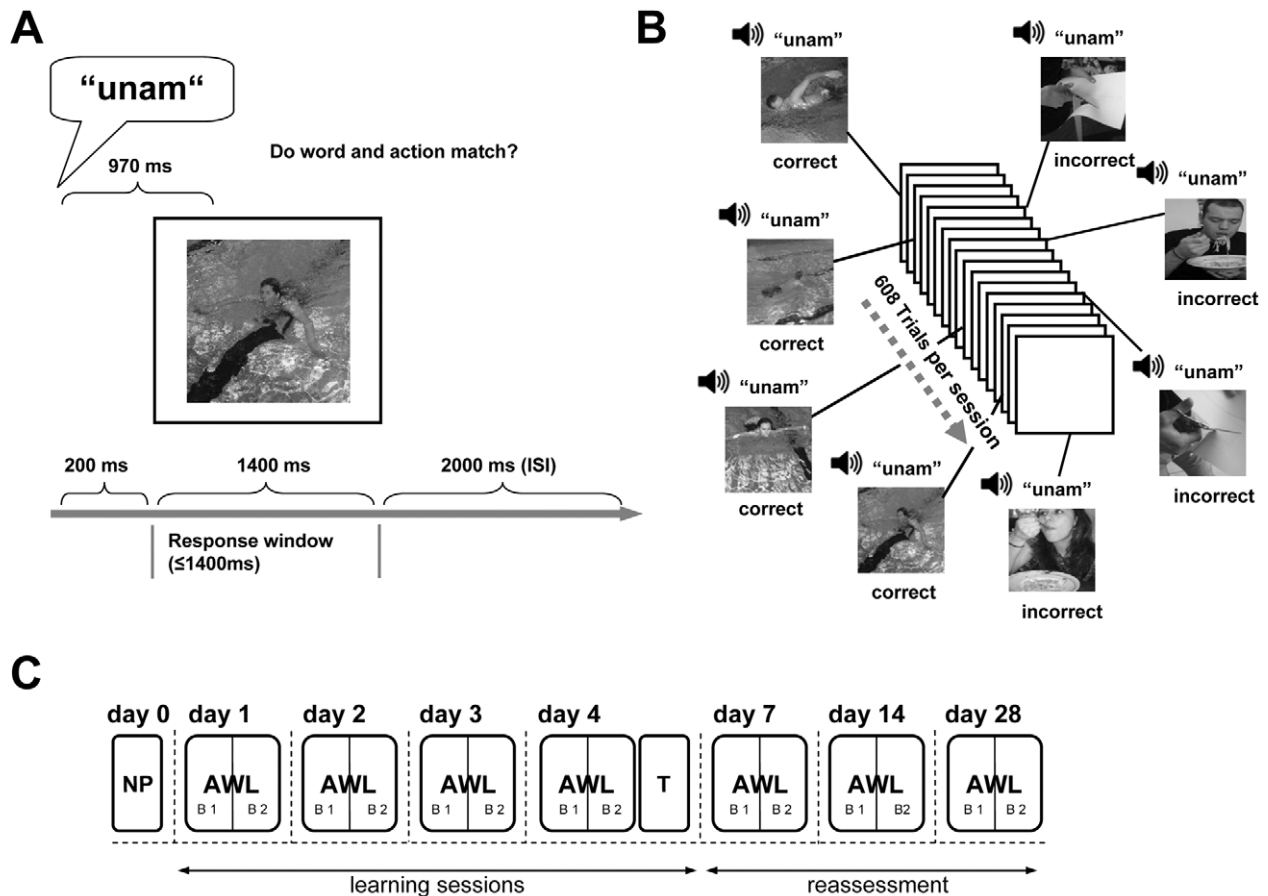 A
“unam“
970 ms
Do word and action match?
200 ms
1400 ms
2000 ms (ISI)
Response window
(≤1400ms)
B
“unam”
correct
“unam”
incorrect
“unam”
correct
“unam”
incorrect
“unam”
correct
608 Trials per session
“unam”
incorrect
“unam”
correct
“unam”
incorrect
C
day 0 day 1 day 2 day 3 day 4 day 7 day 14 day 28
NP AWL AWL AWL AWL T AWL AWL AWL
B 1 B 2 B 1 B 2 B 1 B 2 B 1 B 2 B 1 B 2 B 1 B2 B 1 B 2
learning sessions reassessment